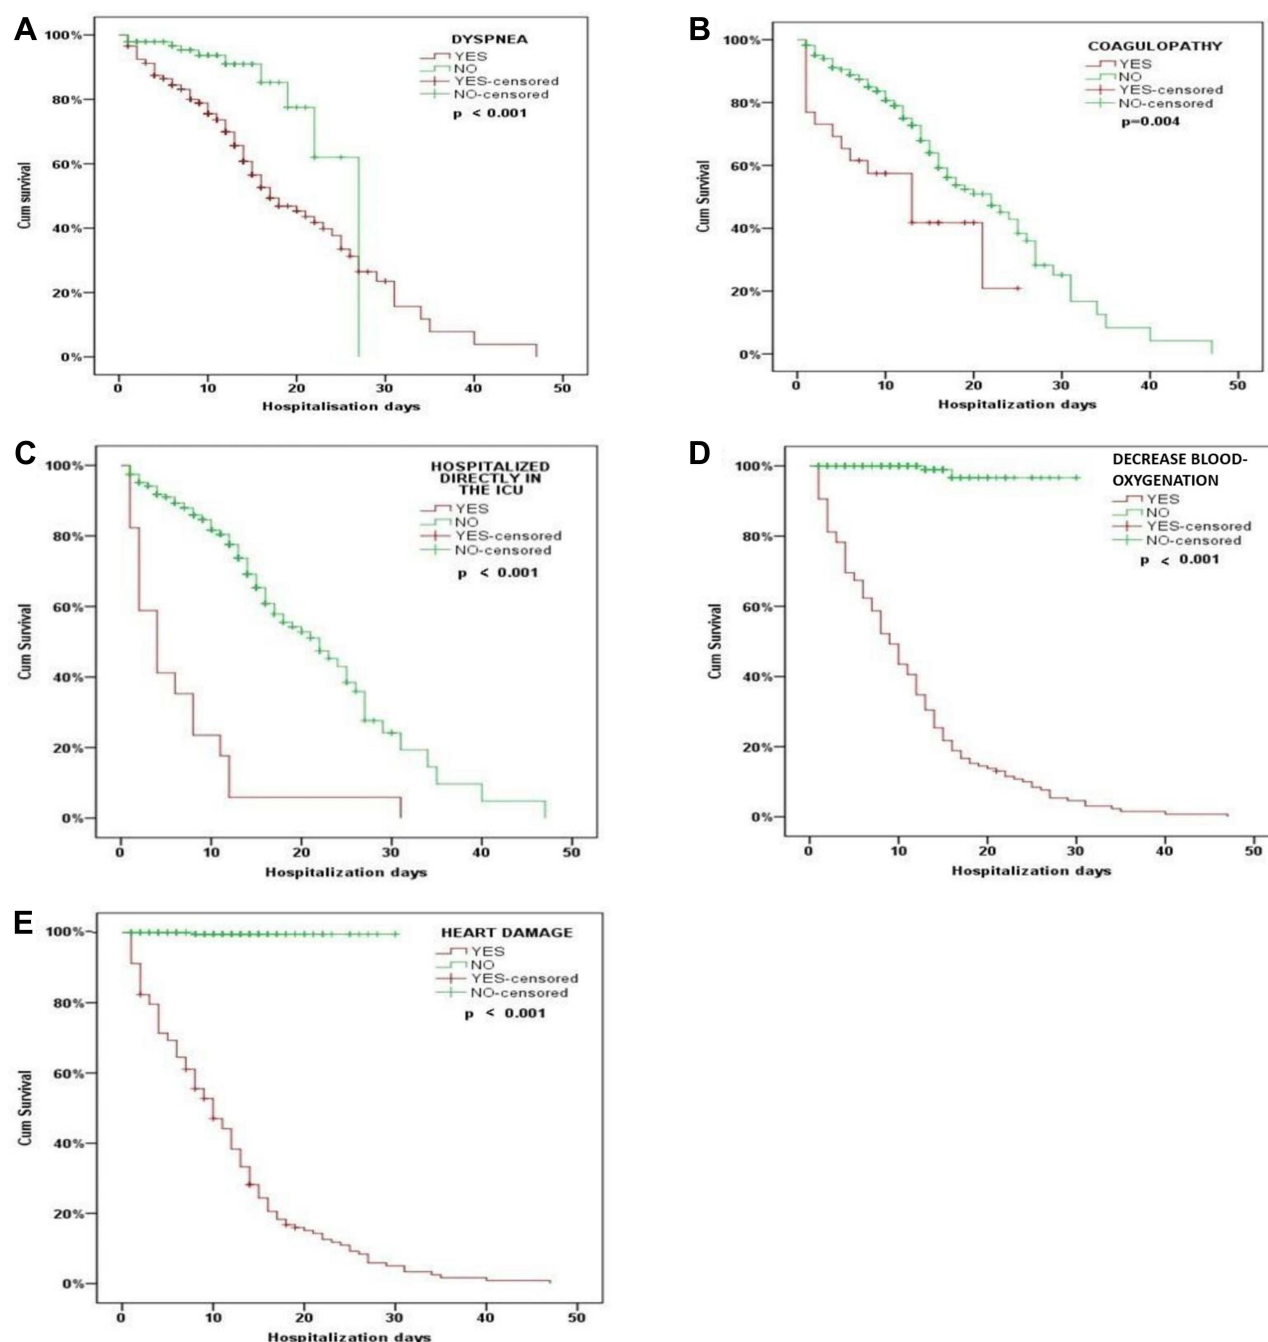 A
DYSPNEA
YES
NO
YES-censored
NO-censored
p < 0.001
100%
80%
60%
40%
20%
0%
Cum survival
0 10 20 30 40 50
Hospitalisation days
B
COAGULOPATHY
YES
NO
YES-censored
NO-censored
p=0.004
100%
80%
60%
40%
20%
0%
Cum Survival
0 10 20 30 40 50
Hospitalization days
C
HOSPITALIZED
DIRECTLY IN
THE ICU
YES
NO
YES-censored
NO-censored
p < 0.001
100%
80%
60%
40%
20%
0%
Cum Survival
0 10 20 30 40 50
Hospitalization days
D
DECREASE BLOOD-
OXYGENATION
YES
NO
YES-censored
NO-censored
p < 0.001
100%
80%
60%
40%
20%
0%
Cum Survival
0 10 20 30 40 50
Hospitalization days
E
HEART DAMAGE
YES
NO
YES-censored
NO-censored
p < 0.001
100%
80%
60%
40%
20%
0%
Cum Survival
0 10 20 30 40 50
Hospitalization days